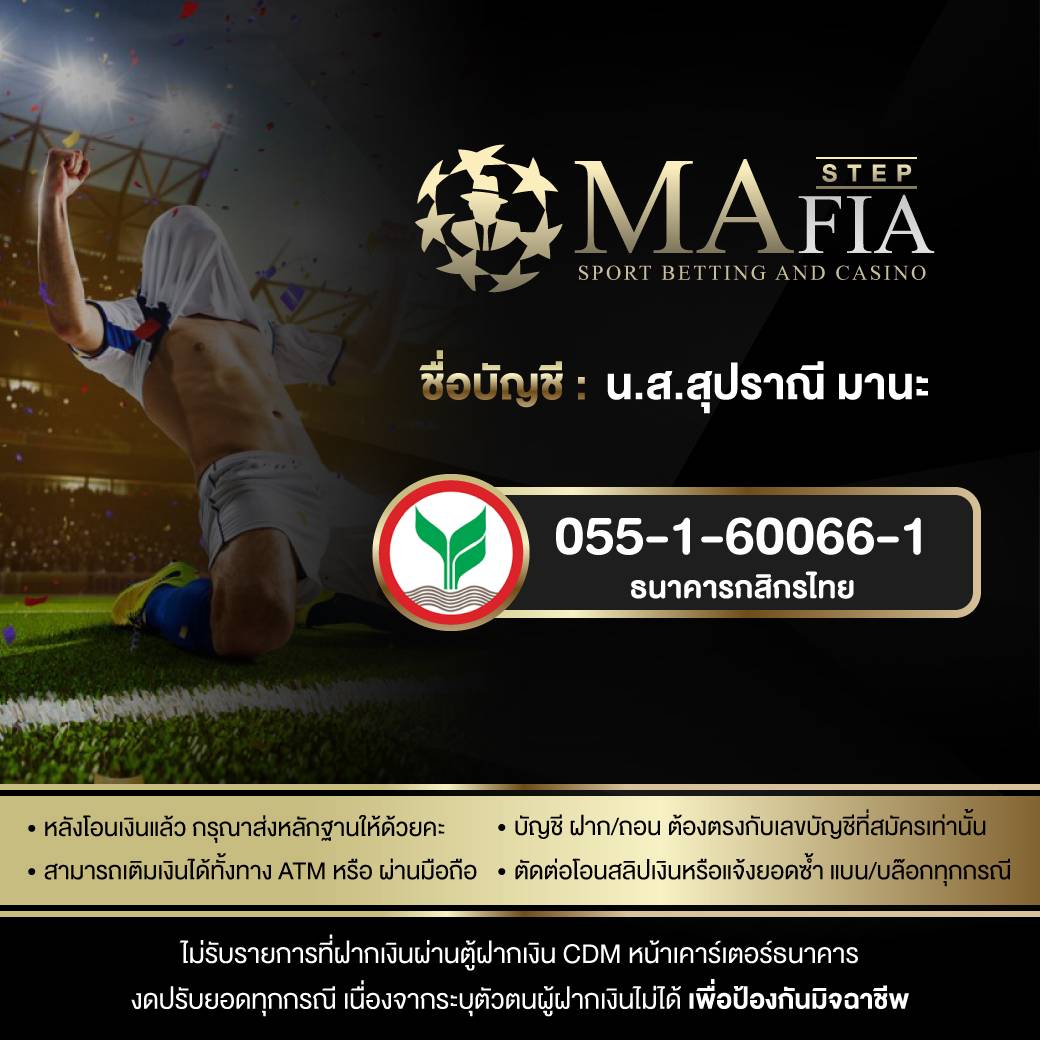 STEP
MAFIA
SPORT BETTING AND CASINO
ชื่อบัญชี : น.ส.สุปราณี มานะ
055-1-60066-1
ธนาคารกสิกรไทย
• หลังโอนเงินแล้ว กรุณาส่งหลักฐานให้ด้วยคะ
• สามารถเติมเงินได้ทั้งทาง ATM หรือ ผ่านมือถือ
• บัญชี ฝาก/ถอน ต้องตรงกับเลขบัญชีที่สมัครเท่านั้น
• ตัดต่อโอนสลิปเงินหรือแจ้งยอดซ้ำ แบน/บล๊อกทุกกรณี
ไม่รับรายการที่ฝากเงินผ่านตู้ฝากเงิน CDM หน้าเคาร์เตอร์ธนาคาร
งดปรับยอดทุกกรณี เนื่องจากระบุตัวตนผู้ฝากเงินไม่ได้ เพื่อป้องกันมิจฉาชีพ